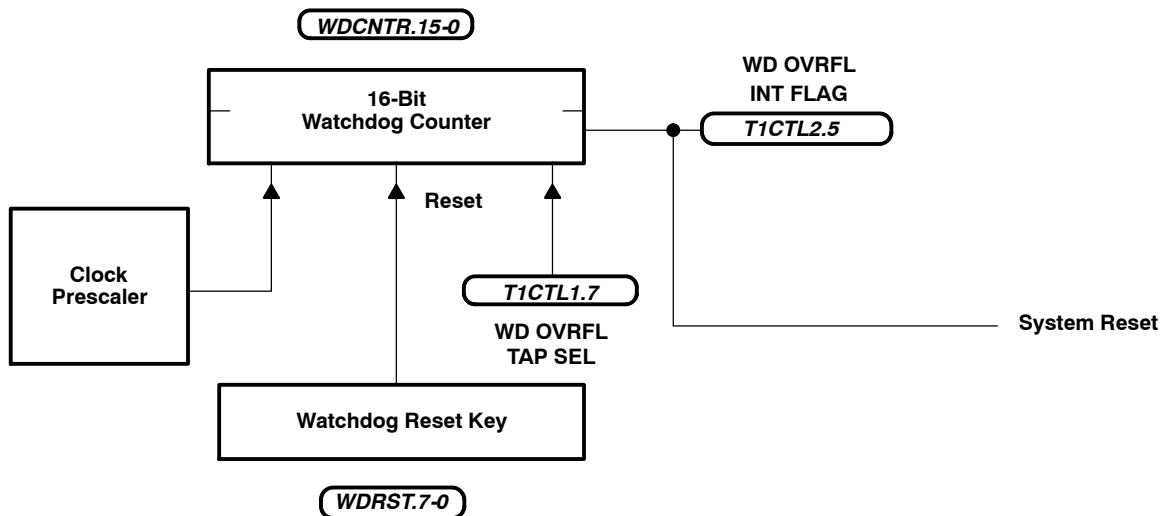 WDCNTR.15-0
16-Bit
Watchdog Counter
WD OVRFL
INT FLAG
T1CTL2.5
Reset
Clock
Prescaler
T1CTL1.7
WD OVRFL
TAP SEL
System Reset
Watchdog Reset Key
WDRST.7-0